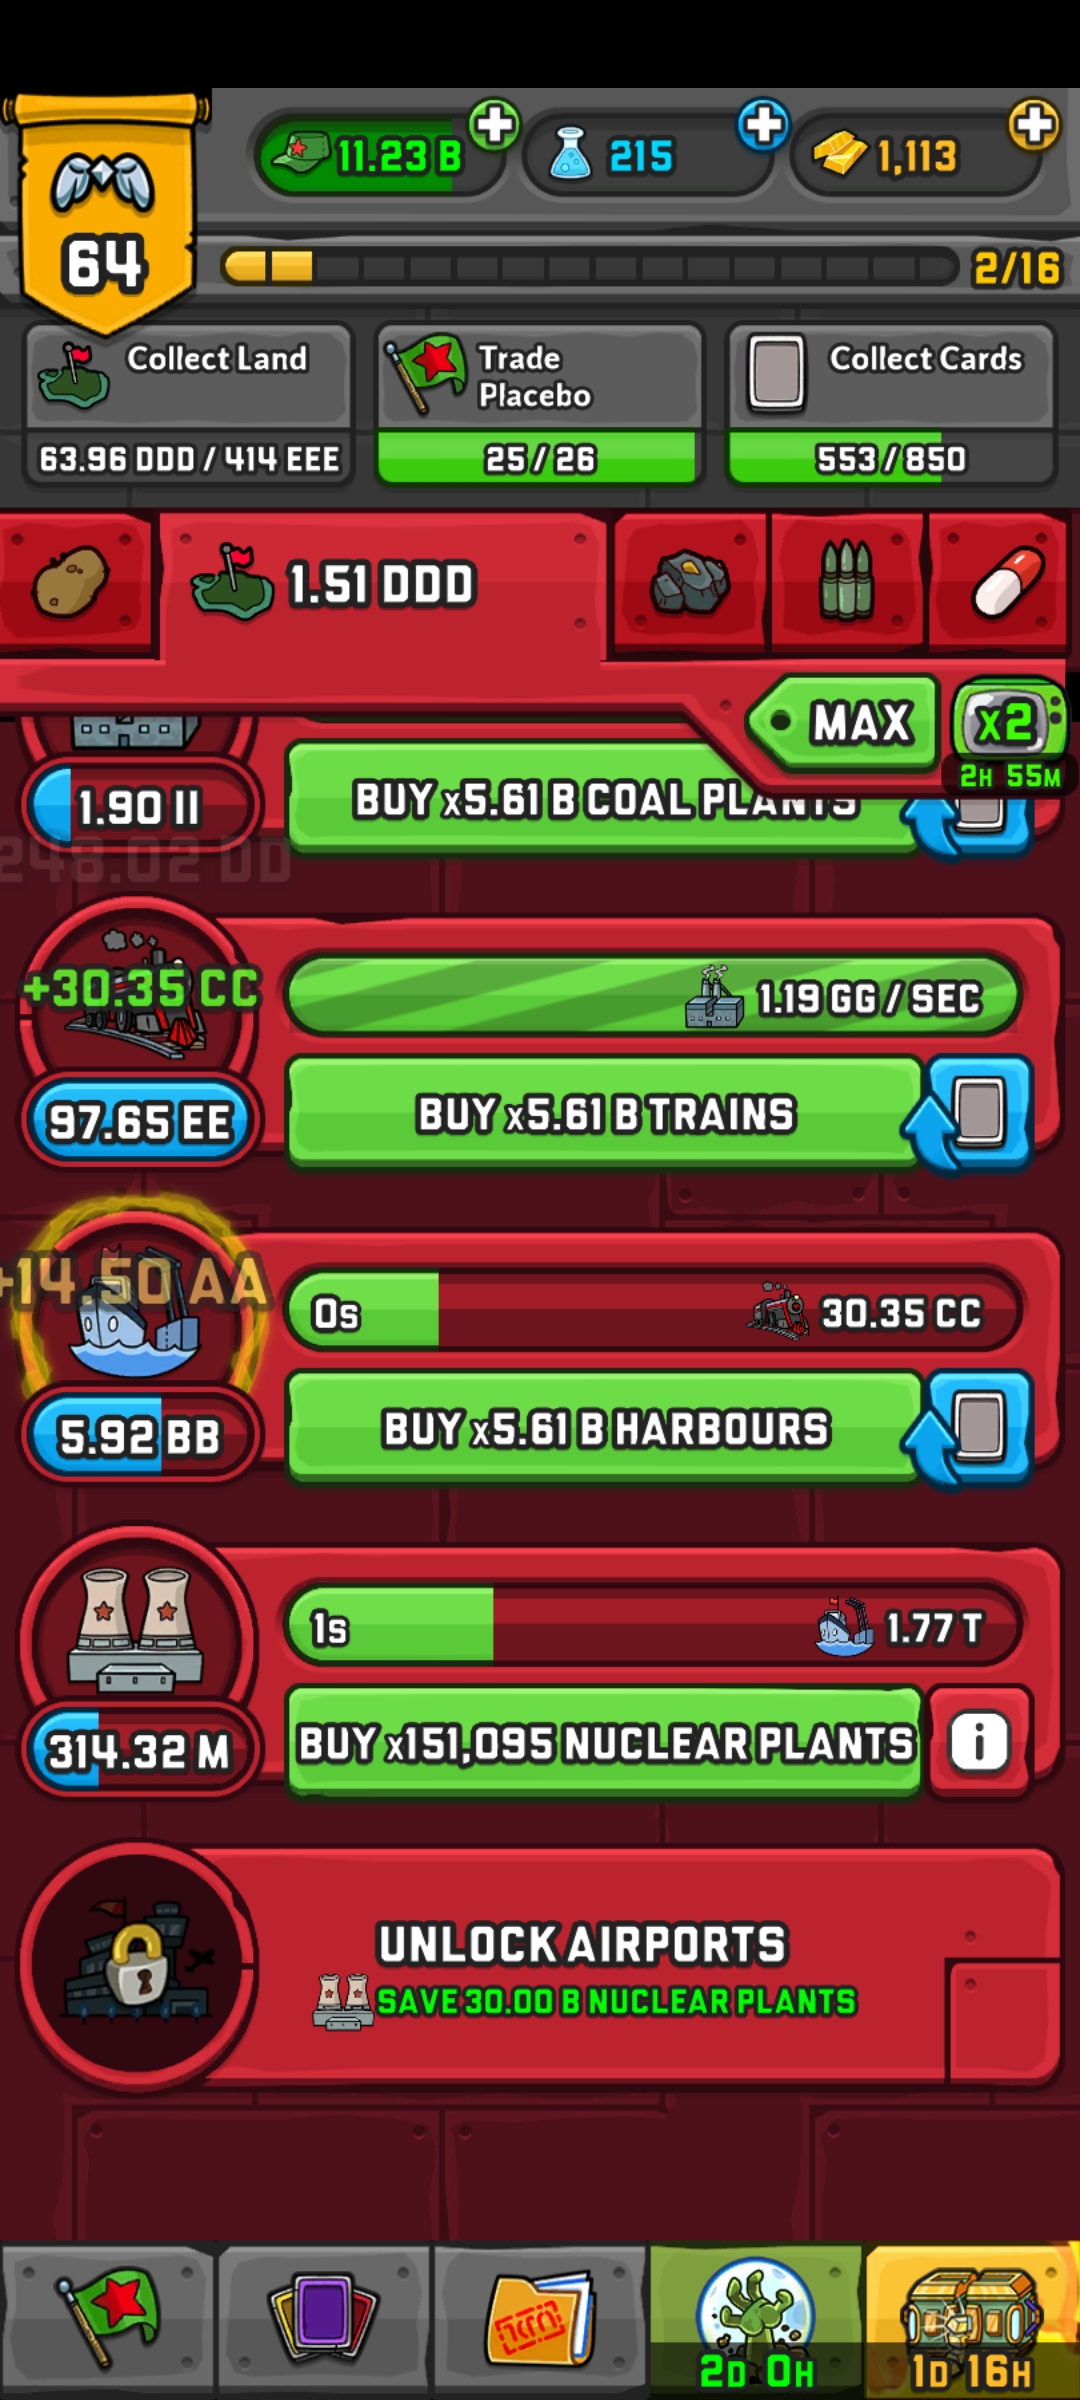 11.23 B
215
1,113
64
2/16
Collect Land
63.96 DDD / 414 EEE
Trade
Placebo
25 / 26
Collect Cards
553 / 850
1.51 DDD
MAX
x2
2H 55M
1.90 II
BUY x5.61 B COAL PLANTS
248.02 DD
+30.35 CC
1.19 GG / SEC
97.65 EE
BUY x5.61 B TRAINS
+14.50 AA
0s
30.35 CC
5.92 BB
BUY x5.61 B HARBOURS
1s
1.77 T
314.32 M
BUY x151,095 NUCLEAR PLANTS
i
UNLOCK AIRPORTS
SAVE 30.00 B NUCLEAR PLANTS
2D 0H
1D 16H